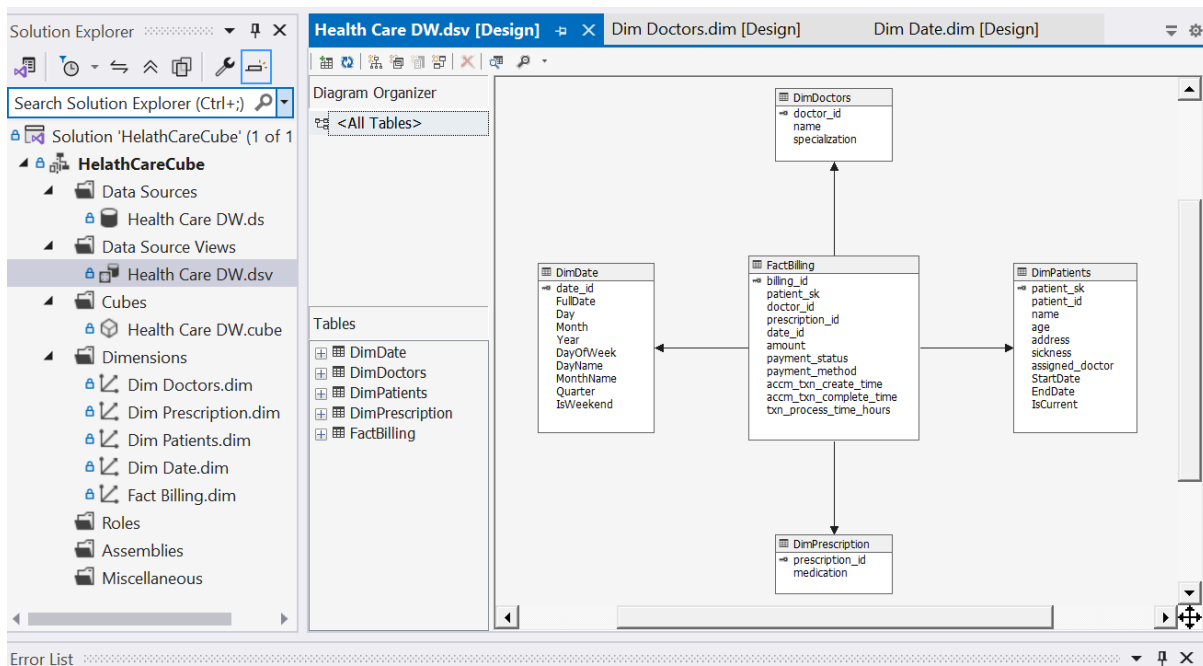 Solution Explorer
Search Solution Explorer (Ctrl+;)
Solution 'HelathCareCube' (1 of 1
HelathCareCube
Data Sources
Health Care DW.ds
Data Source Views
Health Care DW.dsv
Cubes
Health Care DW.cube
Dimensions
Dim Doctors.dim
Dim Prescription.dim
Dim Patients.dim
Dim Date.dim
Fact Billing.dim
Roles
Assemblies
Miscellaneous
Health Care DW.dsv [Design]
Dim Doctors.dim [Design]
Dim Date.dim [Design]
Diagram Organizer
<All Tables>
Tables
DimDate
DimDoctors
DimPatients
DimPrescription
FactBilling
DimDoctors
doctor_id
name
specialization
DimDate
date_id
FullDate
Day
Month
Year
DayOfWeek
DayName
MonthName
Quarter
IsWeekend
FactBilling
billing_id
patient_sk
doctor_id
prescription_id
date_id
amount
payment_status
payment_method
accm_txn_create_time
accm_txn_complete_time
txn_process_time_hours
DimPatients
patient_sk
patient_id
name
age
address
sickness
assigned_doctor
StartDate
EndDate
IsCurrent
DimPrescription
prescription_id
medication
Error List